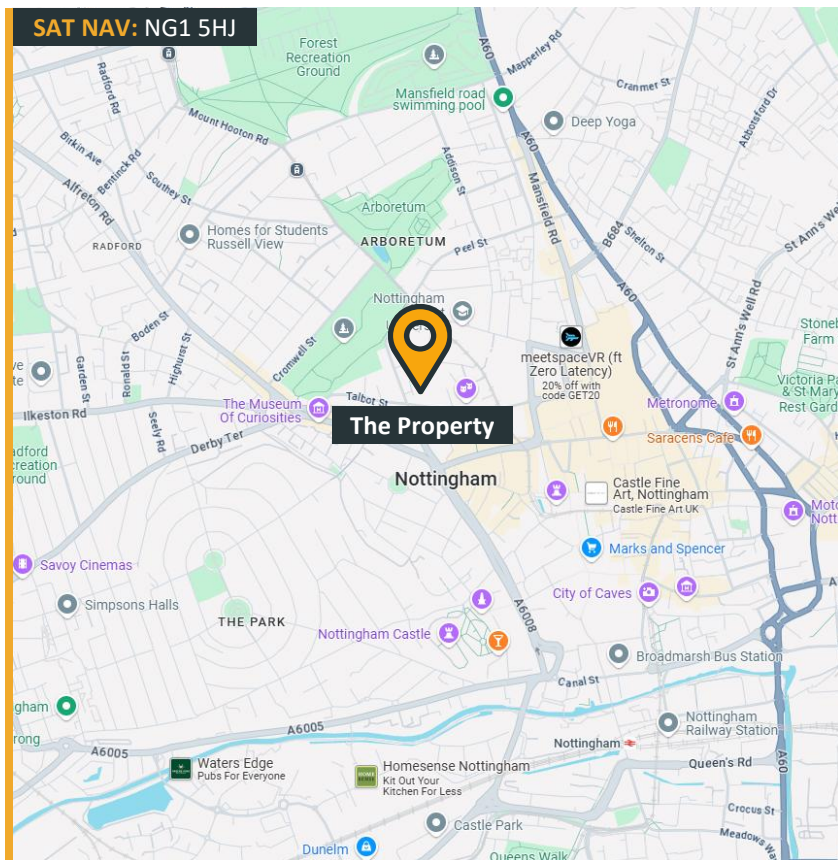 SAT NAV: NG1 5HJ
Forest
Recreation
Ground
A60
Mapperley Rd
Mansfield road
swimming pool
Cranmer St
Radford Rd
Mount Hooton Rd
Deep Yoga
Abbotsford Dr
A60
Birkin Ave
Bentinck Rd
Addison St
Southey St
Mansfield Rd
Alfreton Rd
Arboretum
Homes for Students
Russell View
RADFORD
ARBORETUM
Peel St
B684
Shelton St
St Ann's Well Rd
A60
Nottingham
Boden St
Highurst St
Ronald St
Garden St
Cromwell St
meetspaceVR (ft
Zero Latency)
20% off with
code GET20
St Ann's Well Rd
Farm
Victoria
& St Mary
Rest Gard
The Museum
Of Curiosities
Talbot St
Metronome
Ilkeston Rd
Seely Rd
Derby Ter
The Property
Saracens Cafe
Nottingham
Castle Fine
Art, Nottingham
Castle Fine Art UK
Marks and Spencer
Savoy Cinemas
City of Caves
Simpsons Halls
THE PARK
Nottingham Castle
A6008
Broadmarsh Bus Station
Canal St
A6005
Nottingham
Railway Station
Nottingham
A6005
Waters Edge
Pubs For Everyone
Homesense Nottingham
Kit Out Your
Kitchen For Less
Queen's Rd
A60
Crocus St
Castle Park
Meadows Way
Dunelm
Queens Walk